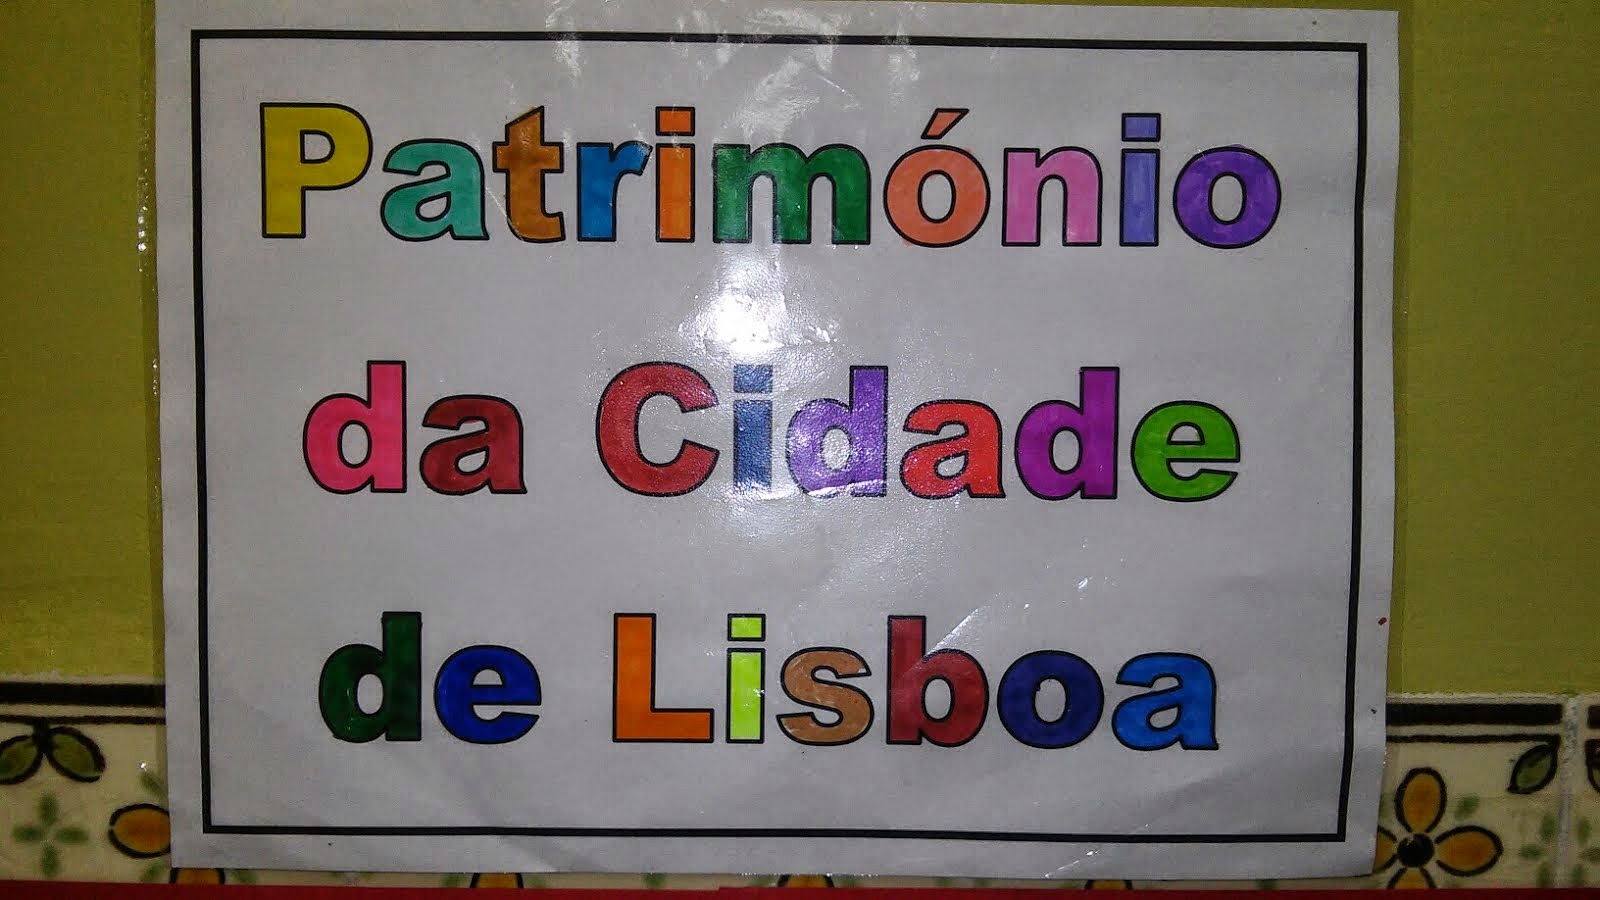 Património
da Cidade
de Lisboa